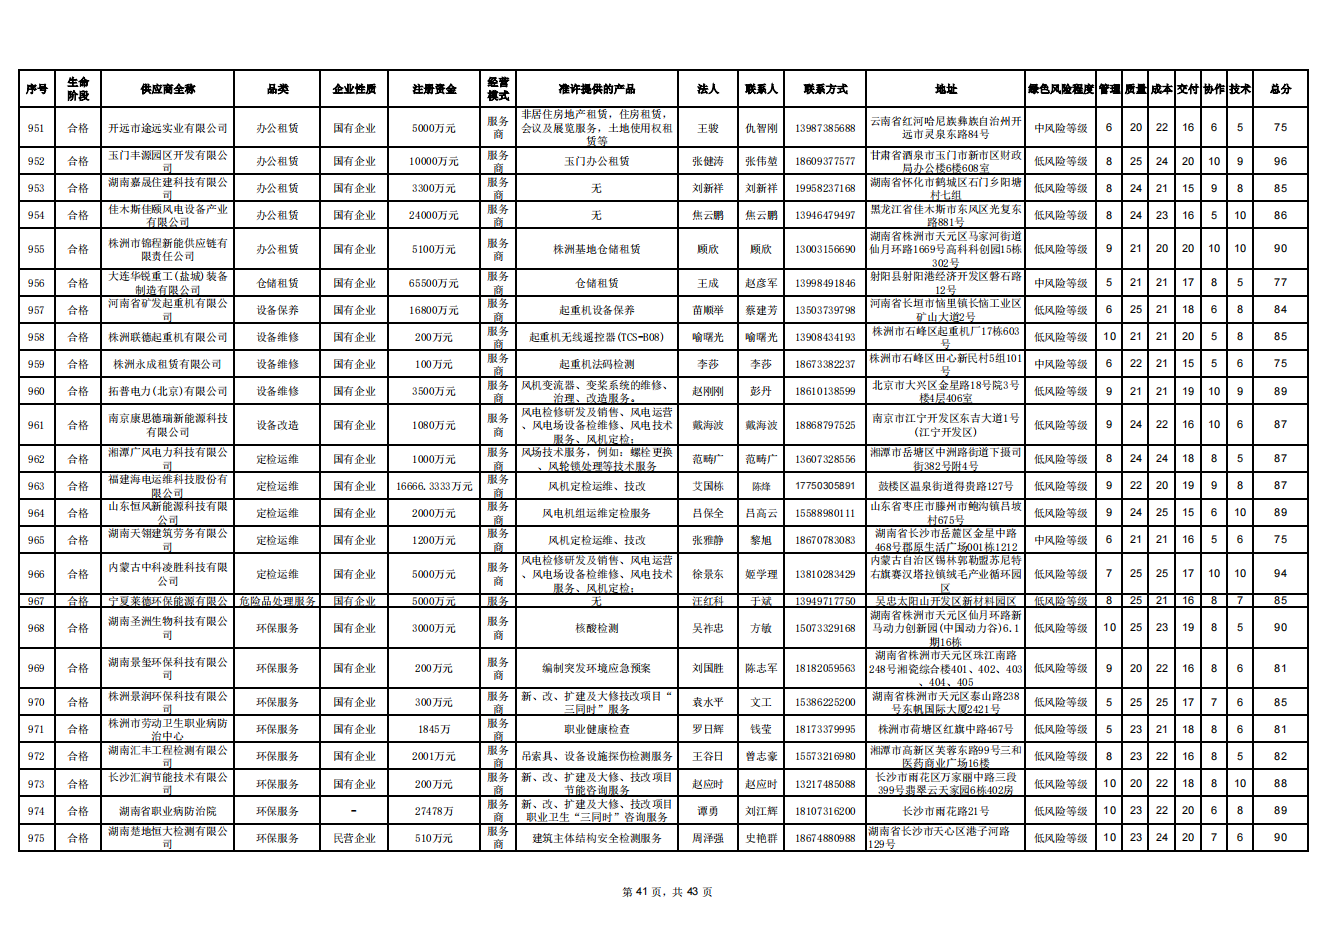 序号 生命阶段 供应商全称 品类 企业性质 注册资金 经营模式 准许提供的产品 法人 联系人 联系方式 地址 绿色风险程度 管理 质量 成本 交付 协作 技术 总分
951 合格 开远市途远实业有限公司 办公租赁 国有企业 5000万元 服务商 非居住房地产租赁，住房租赁，会议及展览服务，土地使用权租赁等 王骏 仇智刚 13987385688 云南省红河哈尼族彝族自治州开远市灵泉东路84号 中风险等级 6 20 22 16 6 5 75
952 合格 玉门丰源园区开发有限公司 办公租赁 国有企业 10000万元 服务商 玉门办公租赁 张健涛 张伟堃 18609377577 甘肃省酒泉市玉门市新市区财政局办公楼6楼608室 低风险等级 8 25 24 20 10 9 96
953 合格 湖南嘉晟住建科技有限公司 办公租赁 国有企业 3300万元 服务商 无 刘新祥 刘新祥 19958237168 湖南省怀化市鹤城区石门乡阳塘村七组 低风险等级 8 24 21 15 9 8 85
954 合格 佳木斯佳颐风电设备产业有限公司 办公租赁 国有企业 24000万元 服务商 无 焦云鹏 焦云鹏 13946479497 黑龙江省佳木斯市东风区光复东路881号 低风险等级 8 24 23 16 5 10 86
955 合格 株洲市锦程新能供应链有限责任公司 办公租赁 国有企业 5100万元 服务商 株洲基地仓储租赁 顾欣 顾欣 13003156690 湖南省株洲市天元区马家河街道仙月环路1669号高科科创园15栋302号 低风险等级 9 21 20 20 10 10 90
956 合格 大连华锐重工(盐城)装备制造有限公司 仓储租赁 国有企业 65500万元 服务商 仓储租赁 王成 赵彦军 13998491846 射阳县射阳港经济开发区磐石路12号 中风险等级 5 21 21 17 8 5 77
957 合格 河南省矿发起重机有限公司 设备保养 国有企业 16800万元 服务商 起重机设备保养 苗顺举 蔡建芳 13503739798 河南省长垣市恼里镇长恼工业区矿山大道2号 低风险等级 6 25 21 18 6 8 84
958 合格 株洲联德起重机有限公司 设备维修 国有企业 200万元 服务商 起重机无线遥控器(TCS-B08) 喻曙光 喻曙光 13908434193 株洲市石峰区起重机厂17栋603号 低风险等级 10 21 21 20 5 8 85
959 合格 株洲永成租赁有限公司 设备维修 国有企业 100万元 服务商 起重机法码检测 李莎 李莎 18673382237 株洲市石峰区田心新民村5组101号 中风险等级 6 22 21 15 5 6 75
960 合格 拓普电力(北京)有限公司 设备维修 国有企业 3500万元 服务商 风机变流器、变桨系统的维修、治理、改造服务。 赵刚刚 彭丹 18610138599 北京市大兴区金星路18号院3号楼4层406室 低风险等级 9 21 21 19 10 9 89
961 合格 南京康思德瑞新能源科技有限公司 设备改造 国有企业 1080万元 服务商 风电检修研发及销售、风电运营、风电场设备检维修、风电技术服务、风机定检； 戴海波 戴海波 18868797525 南京市江宁开发区东吉大道1号(江宁开发区) 低风险等级 9 24 22 16 10 6 87
962 合格 湘潭广风电力科技有限公司 定检运维 国有企业 1000万元 服务商 风场技术服务，例如：螺栓更换、风轮锁处理等技术服务 范畴广 范畴广 13607328556 湘潭市岳塘区中洲路街道下摄司街382号附4号 低风险等级 8 24 24 18 8 5 87
963 合格 福建海电运维科技股份有限公司 定检运维 国有企业 16666.3333万元 服务商 风机定检运维、技改 艾国栋 陈烽 17750305891 鼓楼区温泉街道得贵路127号 低风险等级 9 22 20 19 9 8 87
964 合格 山东恒风新能源科技有限公司 定检运维 国有企业 2000万元 服务商 风电机组运维定检服务 吕保全 吕高云 15588980111 山东省枣庄市滕州市鲍沟镇吕坡村675号 低风险等级 9 24 25 15 6 10 89
965 合格 湖南天翎建筑劳务有限公司 定检运维 国有企业 1200万元 服务商 风机定检运维、技改 张雅静 黎旭 18670783083 湖南省长沙市岳麓区金星中路468号郡原生活广场001栋1212 中风险等级 6 21 21 16 5 6 75
966 合格 内蒙古中科凌胜科技有限公司 定检运维 国有企业 5000万元 服务商 风电检修研发及销售、风电运营、风电场设备检维修、风电技术服务、风机定检； 徐景东 姬学理 13810283429 内蒙古自治区锡林郭勒盟苏尼特右旗赛汉塔拉镇绒毛产业循环园区 低风险等级 7 25 25 17 10 10 94
967 合格 宁夏莱德环保能源有限公 危险品处理服务 国有企业 5000万元 服务 无 汪红科 于斌 13949717750 吴忠太阳山开发区新材料园区 低风险等级 8 25 21 16 8 7 85
968 合格 湖南圣洲生物科技有限公司 环保服务 国有企业 3000万元 服务商 核酸检测 吴祚忠 方敏 15073329168 湖南省株洲市天元区仙月环路新马动力创新园(中国动力谷)6.1期16栋 低风险等级 10 25 23 19 8 5 90
969 合格 湖南景玺环保科技有限公司 环保服务 国有企业 200万元 服务商 编制突发环境应急预案 刘国胜 陈志军 18182059563 湖南省株洲市天元区珠江南路248号湘瓷综合楼401、402、403、404、405 低风险等级 9 20 22 16 8 6 81
970 合格 株洲景润环保科技有限公司 环保服务 国有企业 300万元 服务商 新、改、扩建及大修技改项目“三同时”服务 袁水平 文工 15386225200 湖南省株洲市天元区泰山路238号东帆国际大厦2421号 低风险等级 5 25 25 17 7 6 85
971 合格 株洲市劳动卫生职业病防治中心 环保服务 国有企业 1845万 服务商 职业健康检查 罗日辉 钱莹 18173379995 株洲市荷塘区红旗中路467号 低风险等级 5 23 21 18 8 6 81
972 合格 湖南汇丰工程检测有限公司 环保服务 国有企业 2001万元 服务商 吊索具、设备设施探伤检测服务 王谷日 曾志豪 15573216980 湘潭市高新区芙蓉东路99号三和医药商业广场16楼 低风险等级 8 23 22 16 8 5 82
973 合格 长沙汇润节能技术有限公司 环保服务 国有企业 200万元 服务商 新、改、扩建及大修、技改项目节能咨询服务 赵应时 赵应时 13217485088 长沙市雨花区万家丽中路三段399号翡翠云天家园6栋402房 低风险等级 10 20 22 18 8 10 88
974 合格 湖南省职业病防治院 环保服务 - 27478万 服务商 新、改、扩建及大修、技改项目职业卫生“三同时”咨询服务 谭勇 刘江辉 18107316200 长沙市雨花路21号 低风险等级 10 23 22 20 6 8 89
975 合格 湖南楚地恒大检测有限公司 环保服务 民营企业 510万元 服务商 建筑主体结构安全检测服务 周泽强 史艳群 18674880988 湖南省长沙市天心区港子河路129号 低风险等级 10 23 24 20 7 6 90
第 41 页，共 43 页